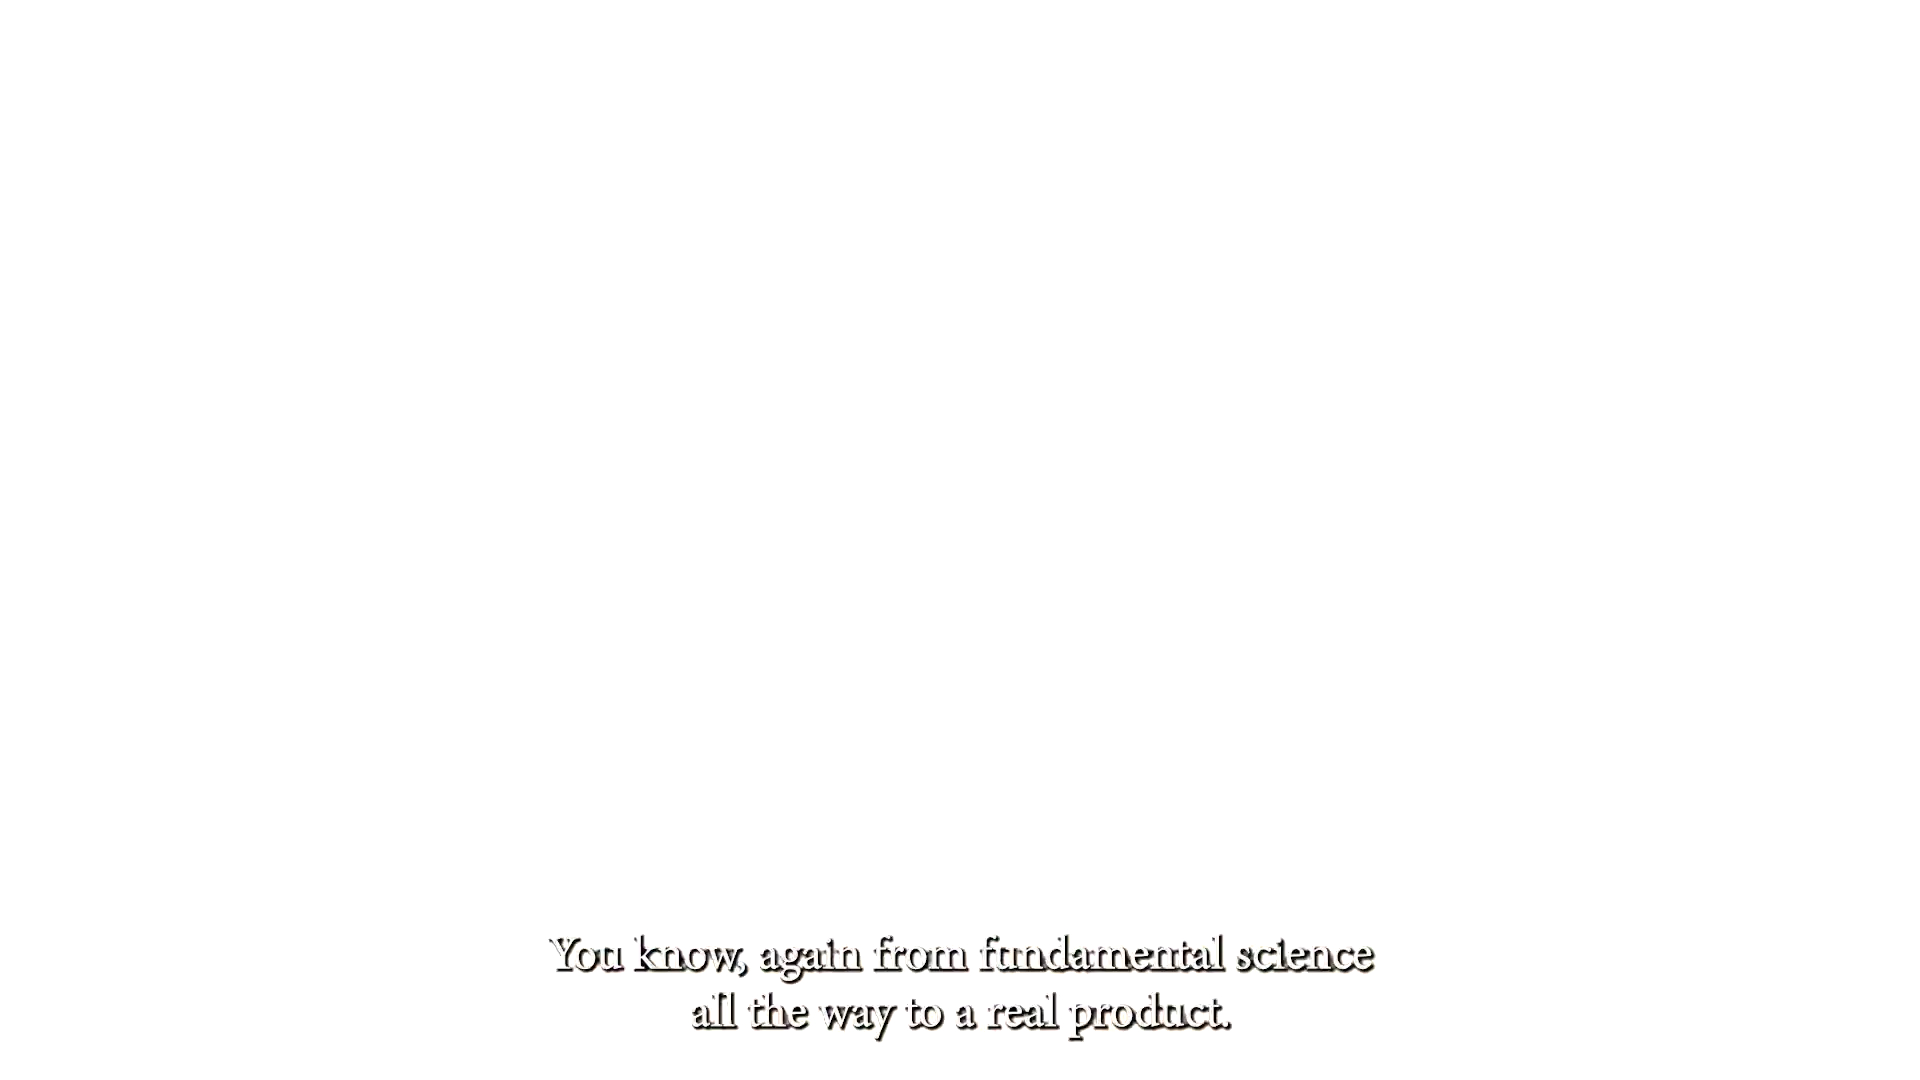 You know, again from fundamental science
all the way to a real product.